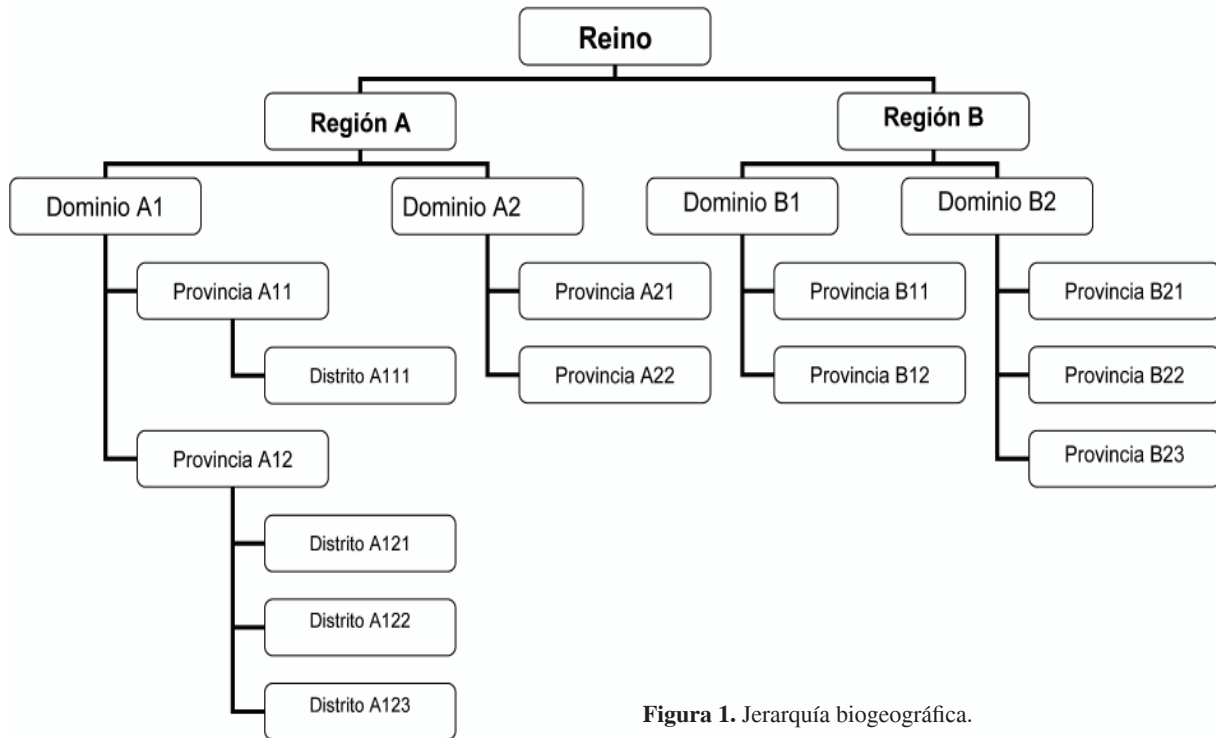 Reino
Región A
Región B
Dominio A1
Dominio A2
Dominio B1
Dominio B2
Provincia A11
Provincia A21
Provincia B11
Provincia B21
Distrito A111
Provincia A22
Provincia B12
Provincia B22
Provincia A12
Provincia B23
Distrito A121
Distrito A122
Distrito A123
Figura 1. Jerarquía biogeográfica.